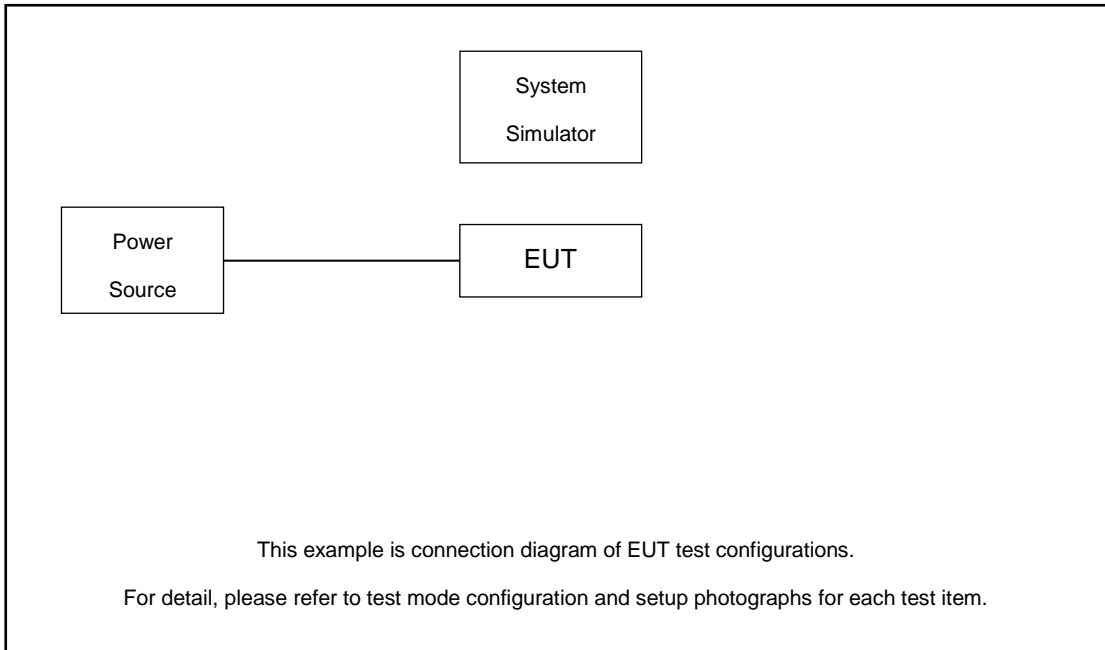 System
Simulator
Power
Source
EUT
This example is connection diagram of EUT test configurations.
For detail, please refer to test mode configuration and setup photographs for each test item.